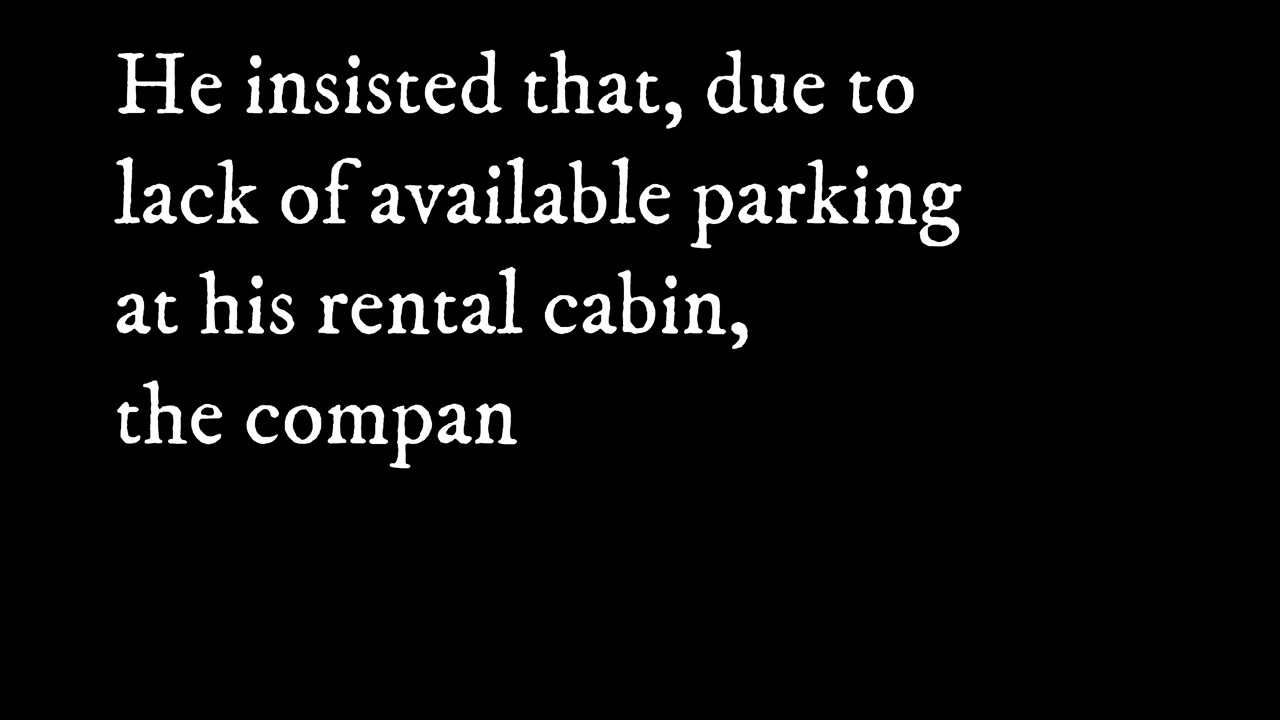 He insisted that, due to
lack of available parking
at his rental cabin,
the compan